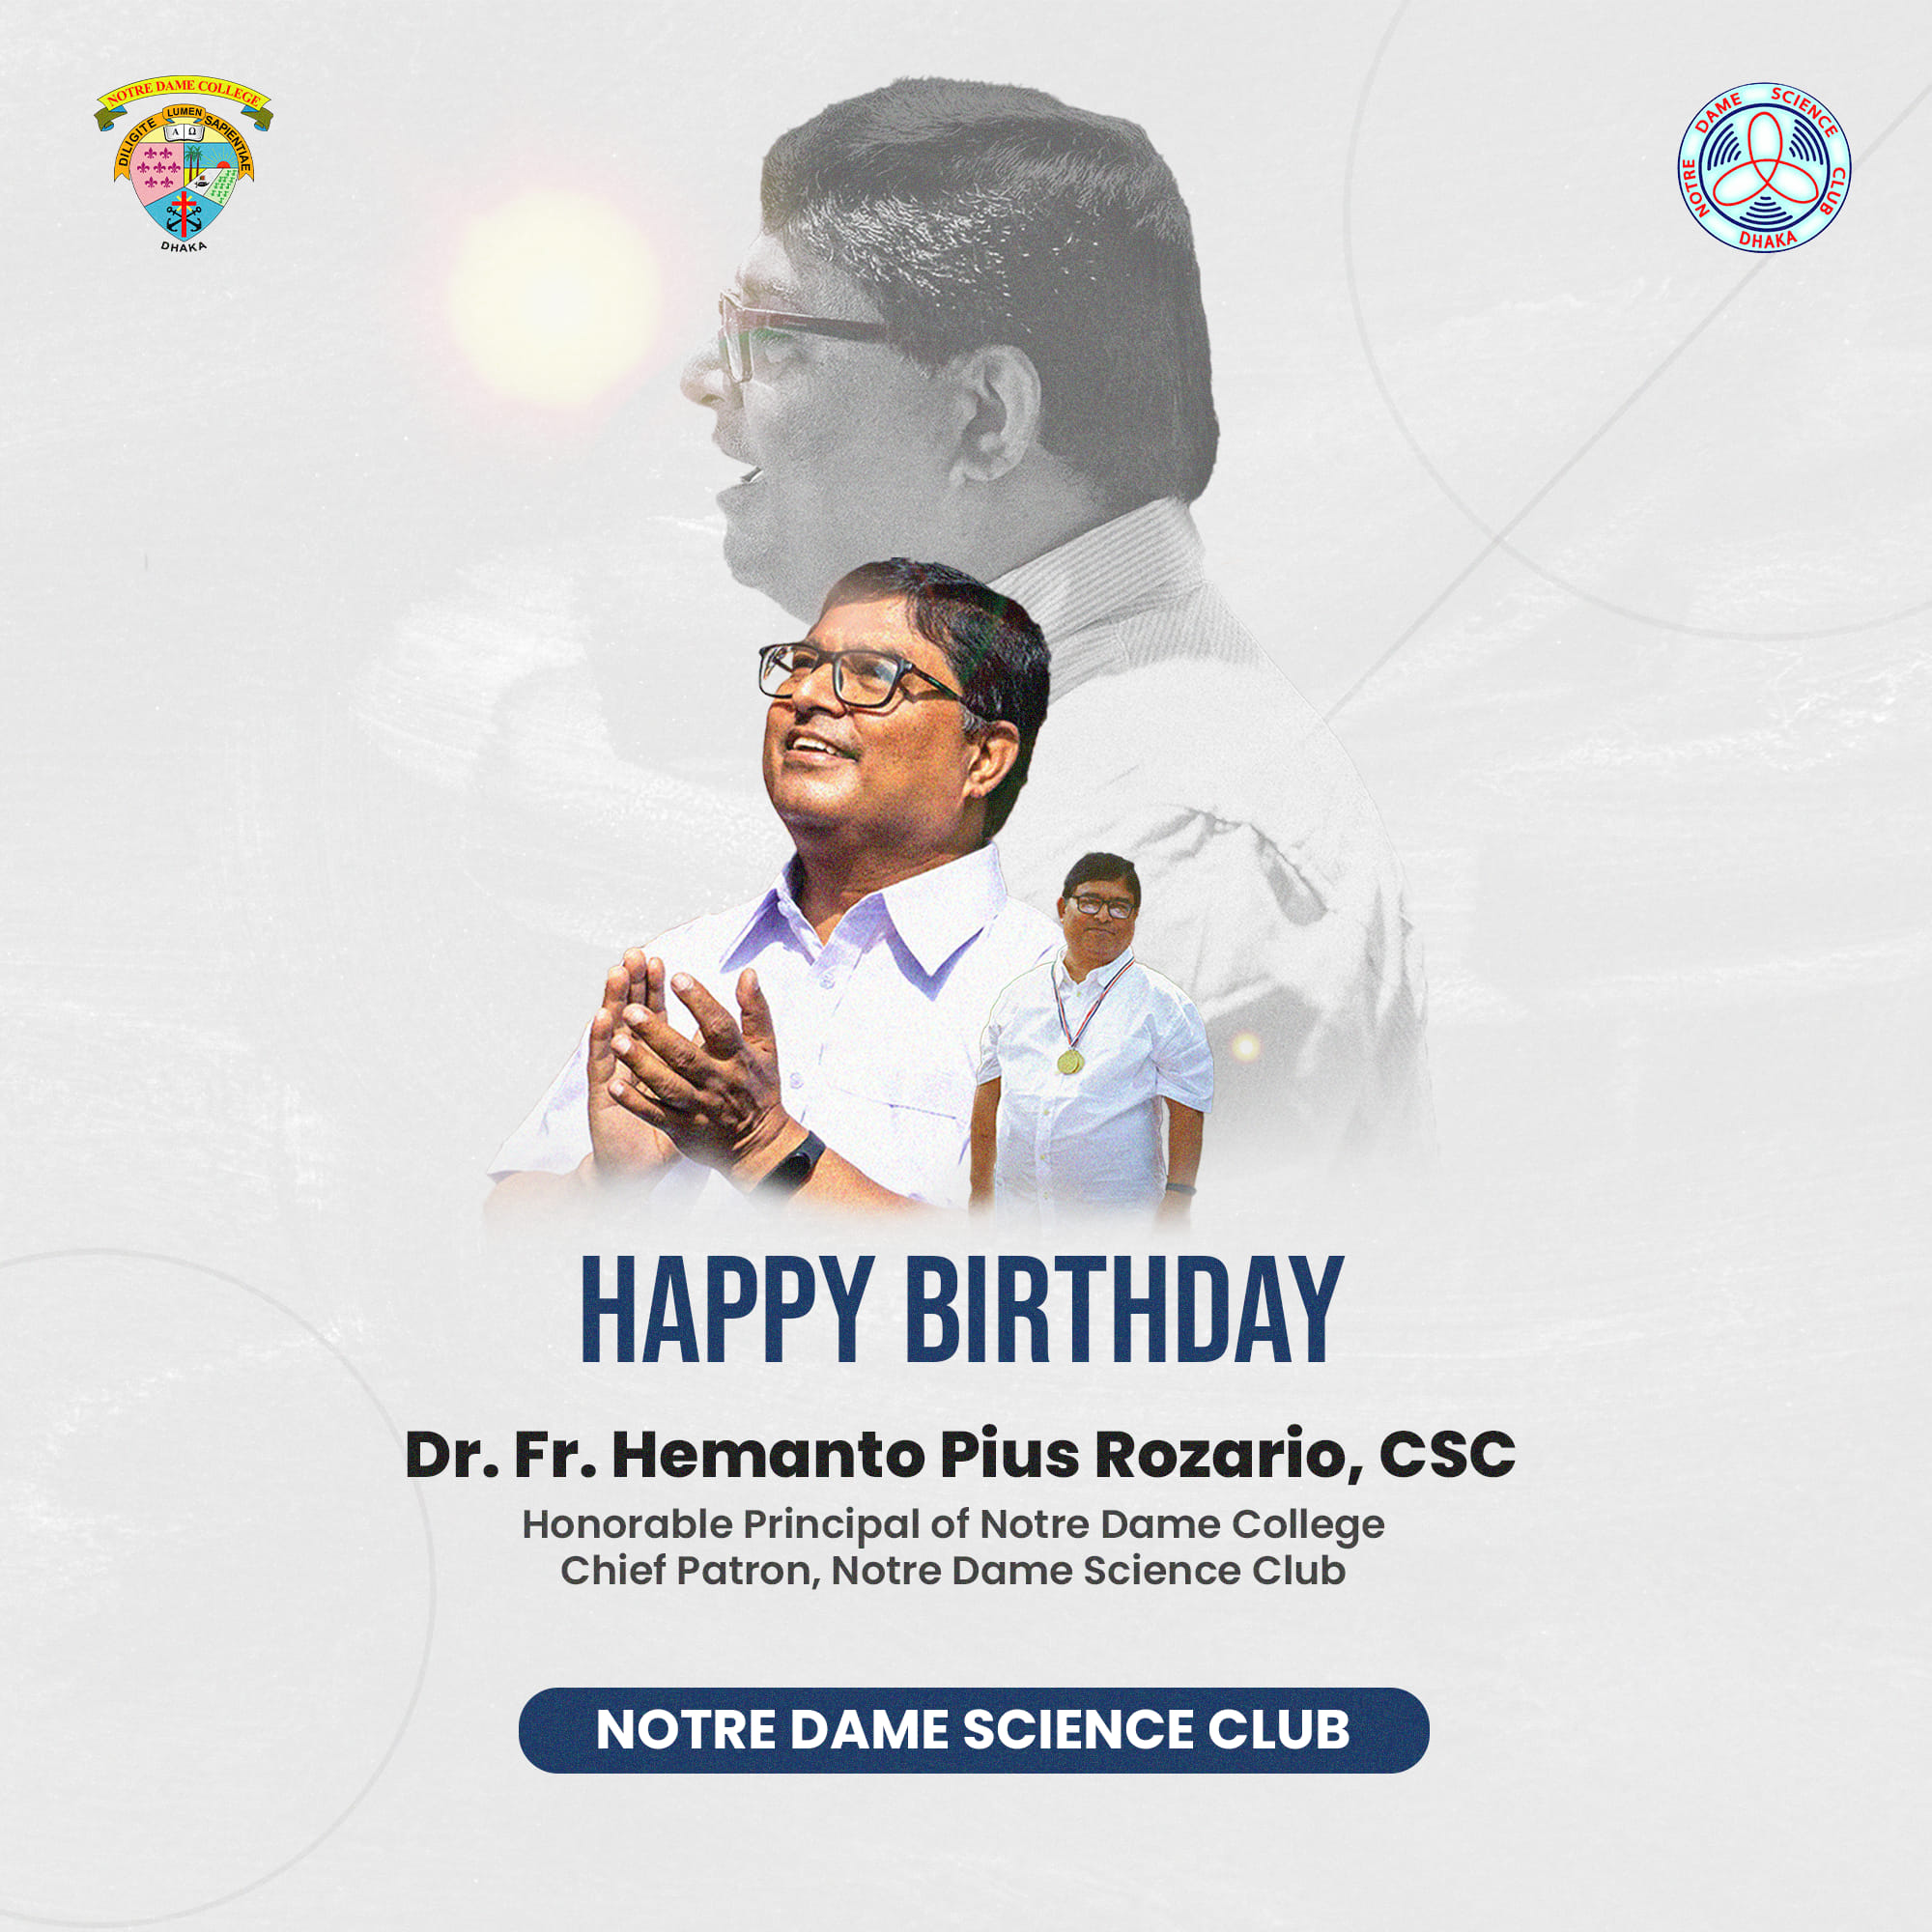 NOTRE DAME COLLEGE
DILIGITE LUMEN SAPIENTIAE
A Ω
DHAKA
NOTRE DAME SCIENCE CLUB
DHAKA
HAPPY BIRTHDAY
Dr. Fr. Hemanto Pius Rozario, CSC
Honorable Principal of Notre Dame College
Chief Patron, Notre Dame Science Club
NOTRE DAME SCIENCE CLUB